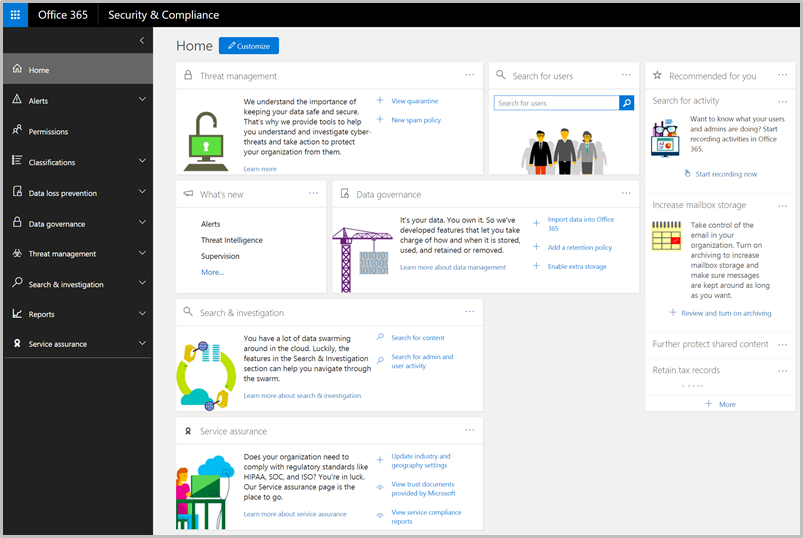 Office 365
Security & Compliance
Home
Alerts
Permissions
Classifications
Data loss prevention
Data governance
Threat management
Search & investigation
Reports
Service assurance
Home
Customize
Threat management
We understand the importance of
keeping your data safe and secure.
That's why we provide tools to help
you understand and investigate cyber-
threats and take action to protect
your organization from them.
Learn more
View quarantine
New spam policy
Search for users
Search for users
Recommended for you
Search for activity
Want to know what your users
and admins are doing? Start
recording activities in Office
365.
Start recording now
Increase mailbox storage
Take control of the
email in your
organization. Turn on
archiving to increase
mailbox storage and
make sure messages
are kept around as long
as you want.
Review and turn on archiving
Further protect shared content
Retain tax records
More
What's new
Alerts
Threat Intelligence
Supervision
More...
Data governance
It's your data. You own it. So we've
developed features that let you take
charge of how and when it is stored,
used, and retained or removed.
Learn more about data management
Import data into Office
365
Add a retention policy
Enable extra storage
Search & investigation
You have a lot of data swarming
around in the cloud. Luckily, the
features in the Search & Investigation
section can help you navigate through
the swarm.
Learn more about search & investigation
Search for content
Search for admin and
user activity
Service assurance
Does your organization need to
comply with regulatory standards like
HIPAA, SOC, and ISO? You're in luck.
Our Service assurance page is the
place to go.
Learn more about service assurance
Update industry and
geography settings
View trust documents
provided by Microsoft
View service compliance
reports